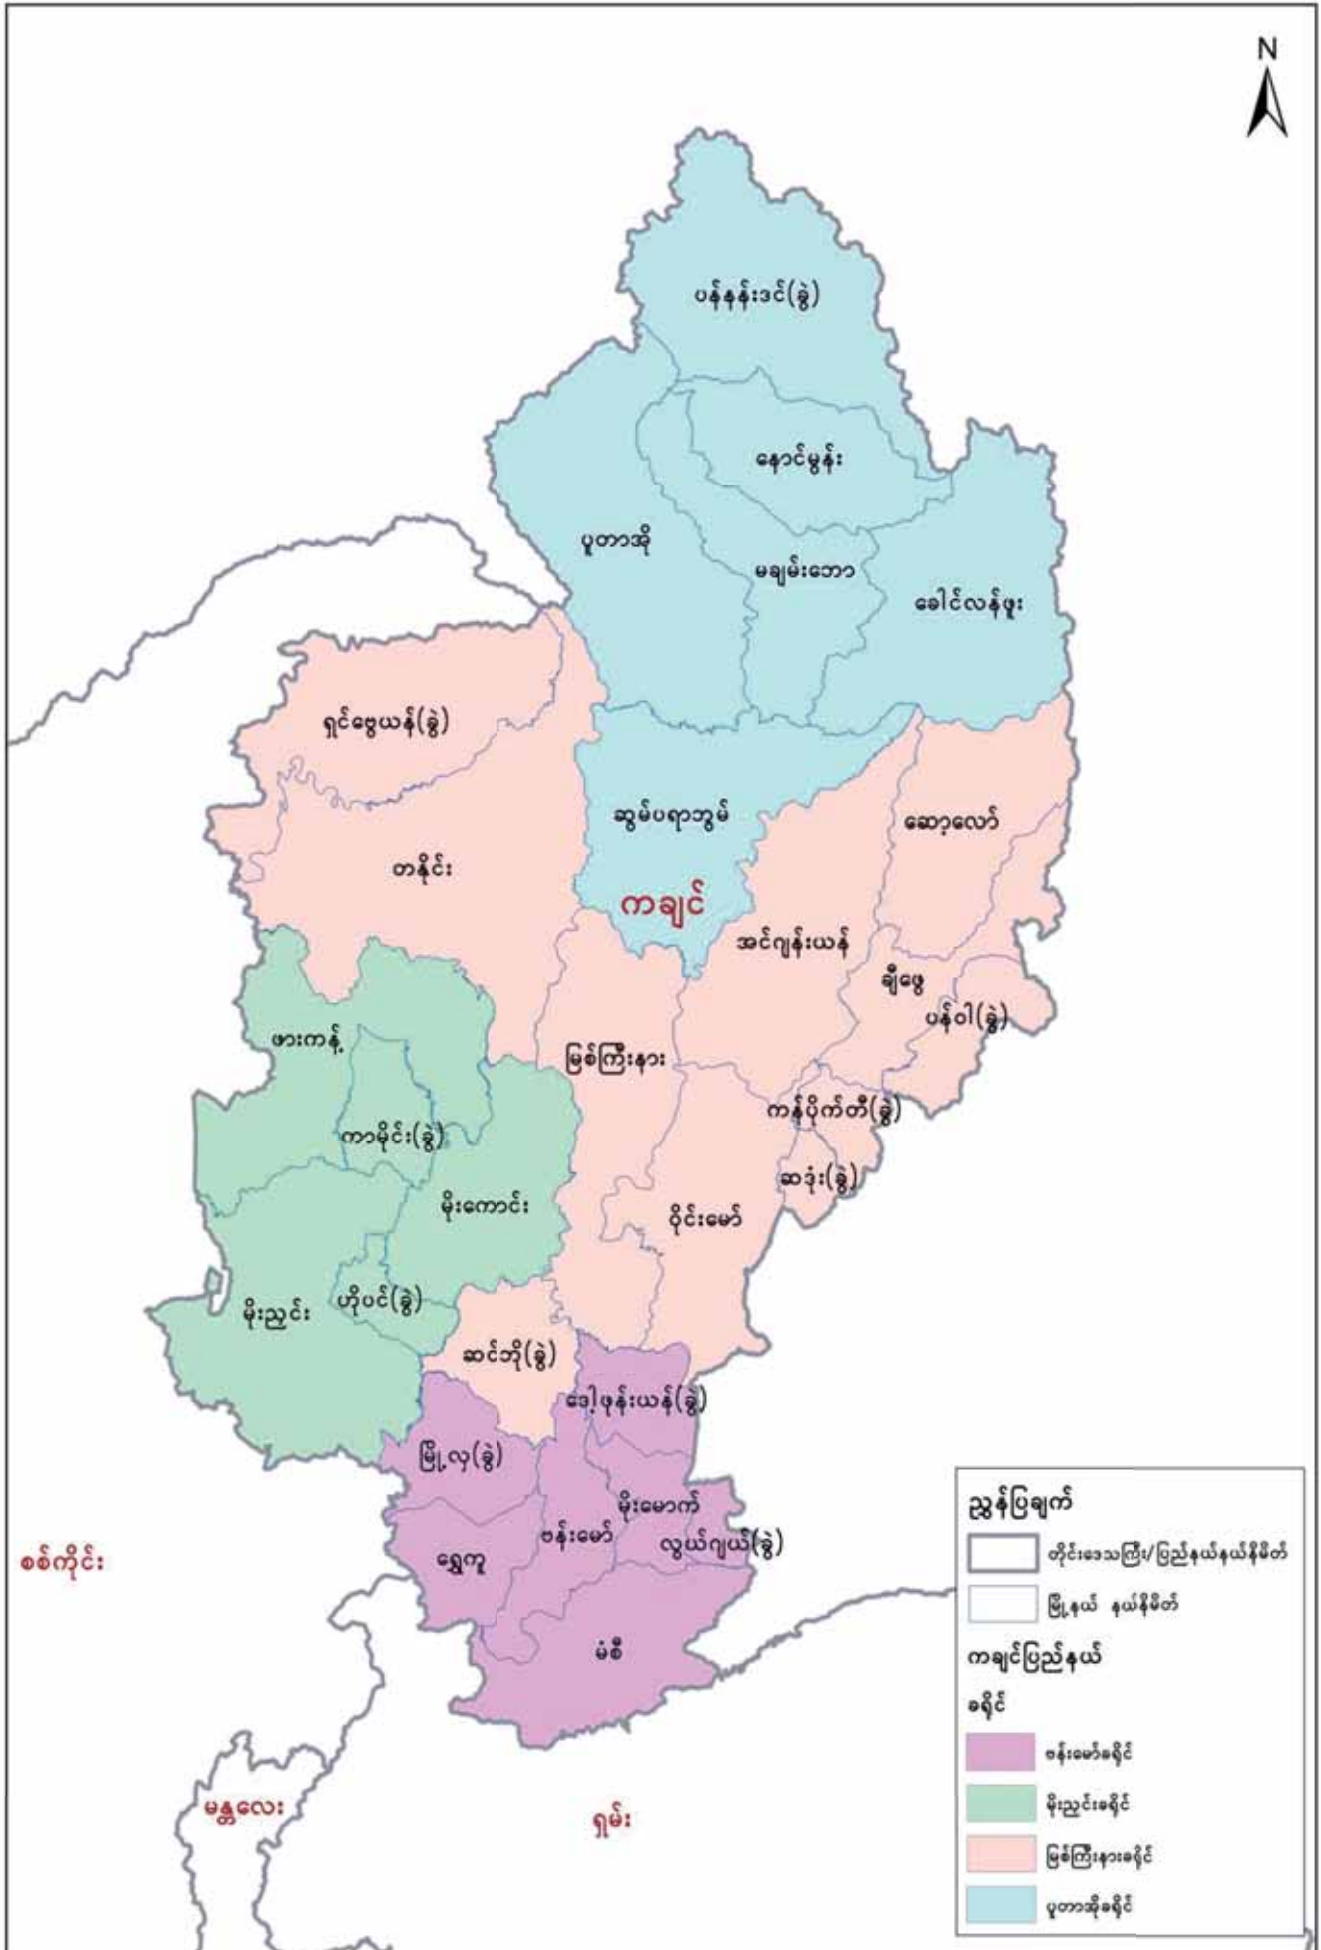 N
ပန်နန်းဒင်(ခွဲ)
နောင်မွန်း
ပူတာအို
မချမ်းဘော
ခေါင်လန်ဖူး
ရှင်ဗွေယန်(ခွဲ)
ဆွမ်ပရာဘွမ်
ဆော့လော်
တနိုင်း
ကချင်
အင်ဂျန်းယန်
ချီဖွေ
ပန်ဝါ(ခွဲ)
ဖားကန့်
မြစ်ကြီးနား
ကန်ပိုက်တီ(ခွဲ)
ကာမိုင်း(ခွဲ)
ဆဒုံး(ခွဲ)
မိုးကောင်း
ဝိုင်းမော်
ဟိုပင်(ခွဲ)
မိုးညှင်း
ဆင်ဘို(ခွဲ)
ဒေါ့ဖုန်းယန်(ခွဲ)
မြို့လှ(ခွဲ)
မိုးမောက်
ဗန်းမော်
လွယ်ဂျယ်(ခွဲ)
ရွှေကူ
စစ်ကိုင်း
မံစီ
မန္တလေး
ရှမ်း
ညွှန်ပြချက်
တိုင်းဒေသကြီး/ပြည်နယ်နယ်နိမိတ်
မြို့နယ် နယ်နိမိတ်
ကချင်ပြည်နယ်
ခရိုင်
ဗန်းမော်ခရိုင်
မိုးညှင်းခရိုင်
မြစ်ကြီးနားခရိုင်
ပူတာအိုခရိုင်